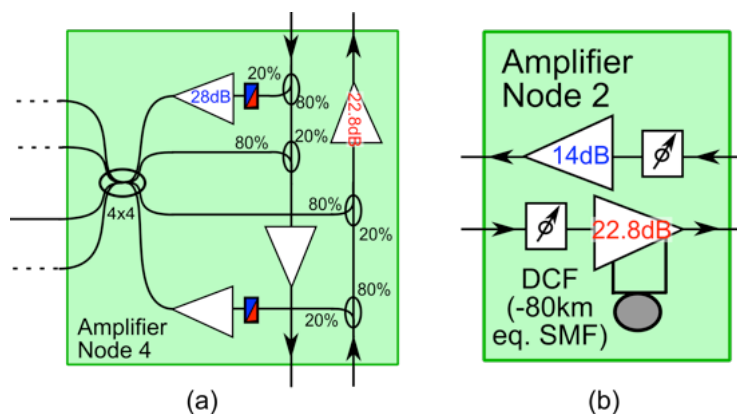 20%
28dB
80%
20%
22.8dB
80%
4x4
80%
20%
80%
20%
Amplifier
Node 4
(a)
Amplifier
Node 2
14dB
22.8dB
DCF
(-80km
eq. SMF)
(b)